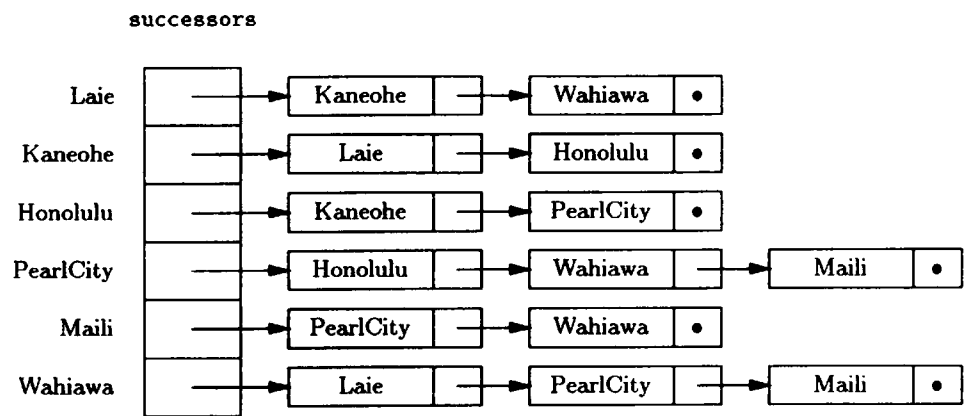 successors
Laie Kaneohe Wahiawa •
Kaneohe Laie Honolulu •
Honolulu Kaneohe PearlCity •
PearlCity Honolulu Wahiawa Maili •
Maili PearlCity Wahiawa •
Wahiawa Laie PearlCity Maili •